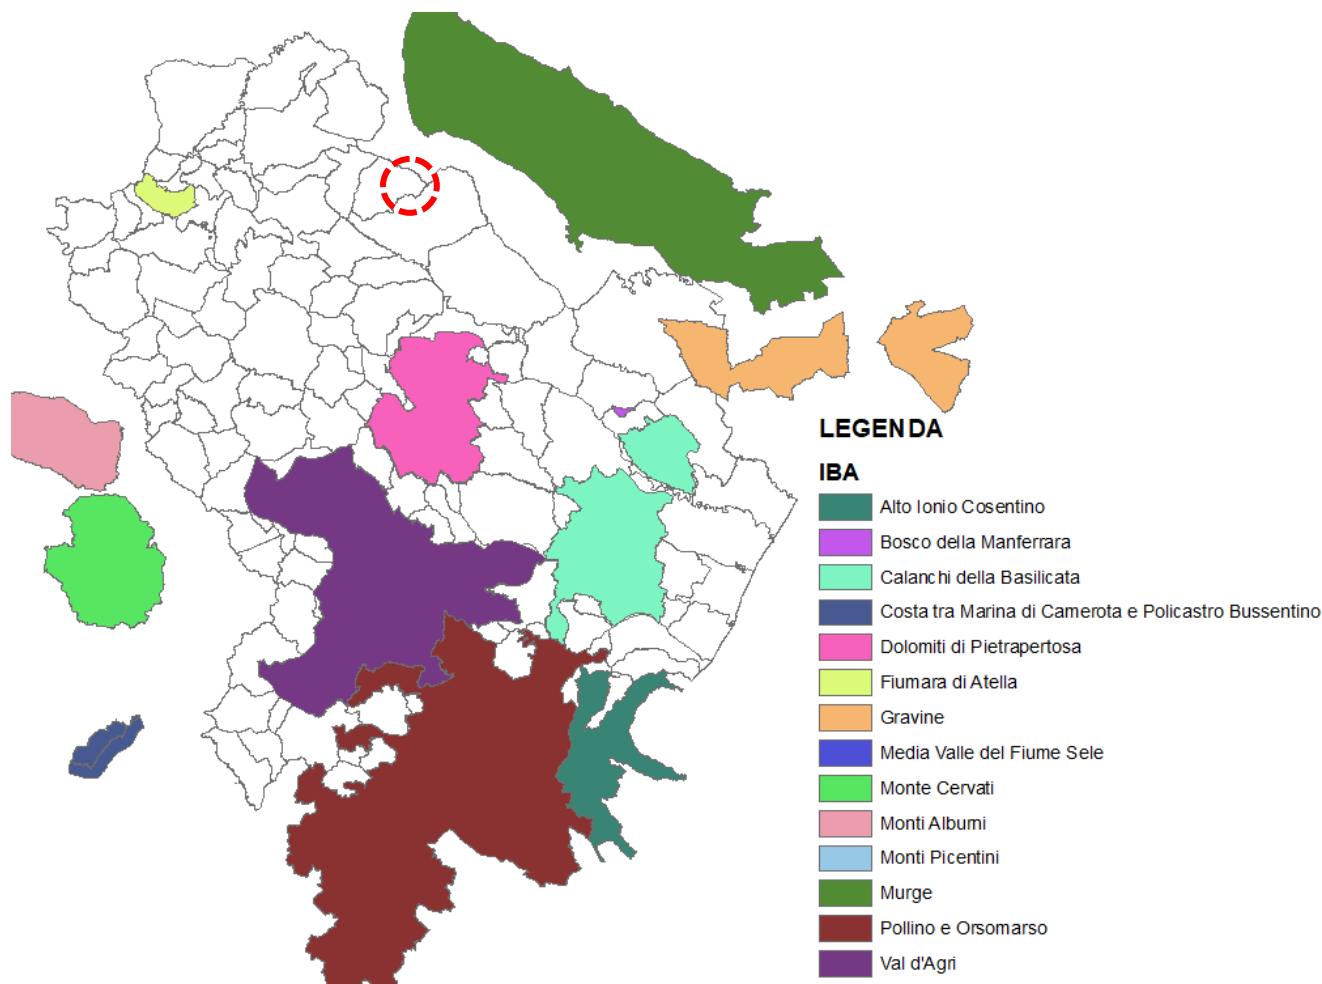 LEGENDA
IBA
Alto Ionio Cosentino
Bosco della Manferrara
Calanchi della Basilicata
Costa tra Marina di Camerota e Policastro Bussentino
Dolomiti di Pietrapertosa
Fiumara di Atella
Gravine
Media Valle del Fiume Sele
Monte Cervati
Monti Alburni
Monti Picentini
Murge
Pollino e Orsomarso
Val d'Agri